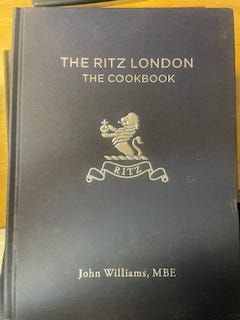 THE RITZ LONDON
THE COOKBOOK
RITZ
John Williams, MBE